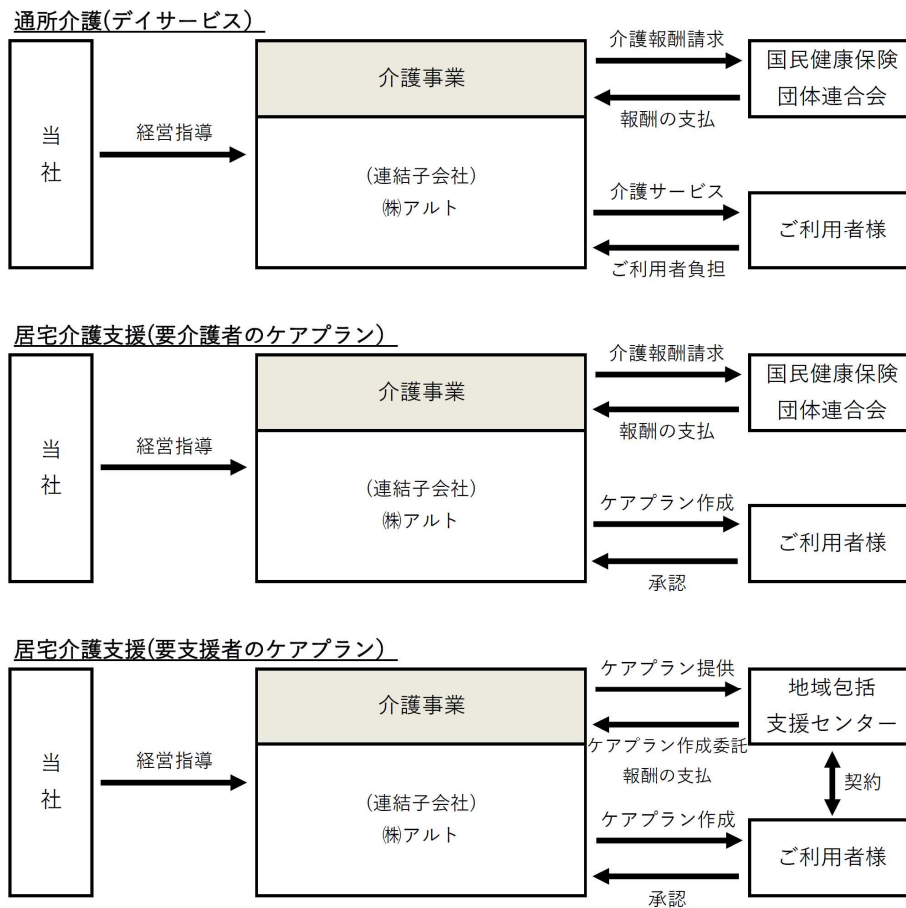 通所介護(デイサービス)
当
社
経営指導
介護事業
(連結子会社)
㈱アルト
介護報酬請求
報酬の支払
国民健康保険
団体連合会
介護サービス
ご利用者負担
ご利用者様
居宅介護支援(要介護者のケアプラン)
当
社
経営指導
介護事業
(連結子会社)
㈱アルト
介護報酬請求
報酬の支払
国民健康保険
団体連合会
ケアプラン作成
承認
ご利用者様
居宅介護支援(要支援者のケアプラン)
当
社
経営指導
介護事業
(連結子会社)
㈱アルト
ケアプラン提供
ケアプラン作成委託
報酬の支払
地域包括
支援センター
契約
ケアプラン作成
承認
ご利用者様